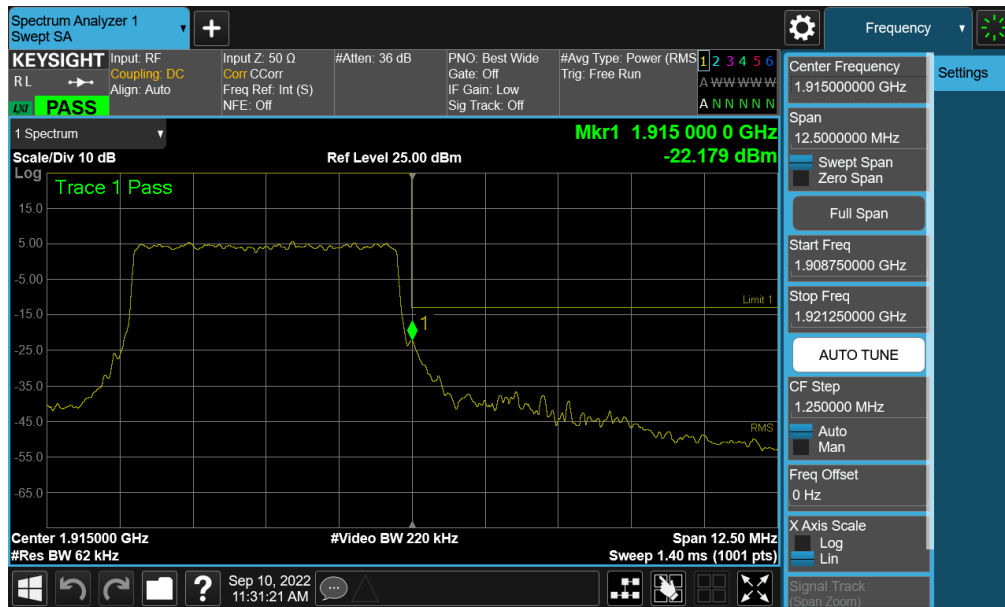 Spectrum Analyzer 1
Swept SA
Frequency
KEYSIGHT
RL
LXI PASS
Input: RF
Coupling: DC
Align: Auto
Input Z: 50 Ω
Corr CCorr
Freq Ref: Int (S)
NFE: Off
#Atten: 36 dB
PNO: Best Wide
Gate: Off
IF Gain: Low
Sig Track: Off
#Avg Type: Power (RMS
Trig: Free Run
1 2 3 4 5 6
A W W W W W
A N N N N N
1 Spectrum
Mkr1 1.915 000 0 GHz
-22.179 dBm
Scale/Div 10 dB
Ref Level 25.00 dBm
Log
Trace 1 Pass
15.0
5.00
-5.00
-15.0
-25.0
-35.0
-45.0
-55.0
-65.0
Limit 1
1
RMS
Center 1.915000 GHz
#Video BW 220 kHz
Span 12.50 MHz
#Res BW 62 kHz
Sweep 1.40 ms (1001 pts)
Center Frequency
1.915000000 GHz
Settings
Span
12.5000000 MHz
Swept Span
Zero Span
Full Span
Start Freq
1.908750000 GHz
Stop Freq
1.921250000 GHz
AUTO TUNE
CF Step
1.250000 MHz
Auto
Man
Freq Offset
0 Hz
X Axis Scale
Log
Lin
Signal Track
(Span Zoom)
?
Sep 10, 2022
11:31:21 AM